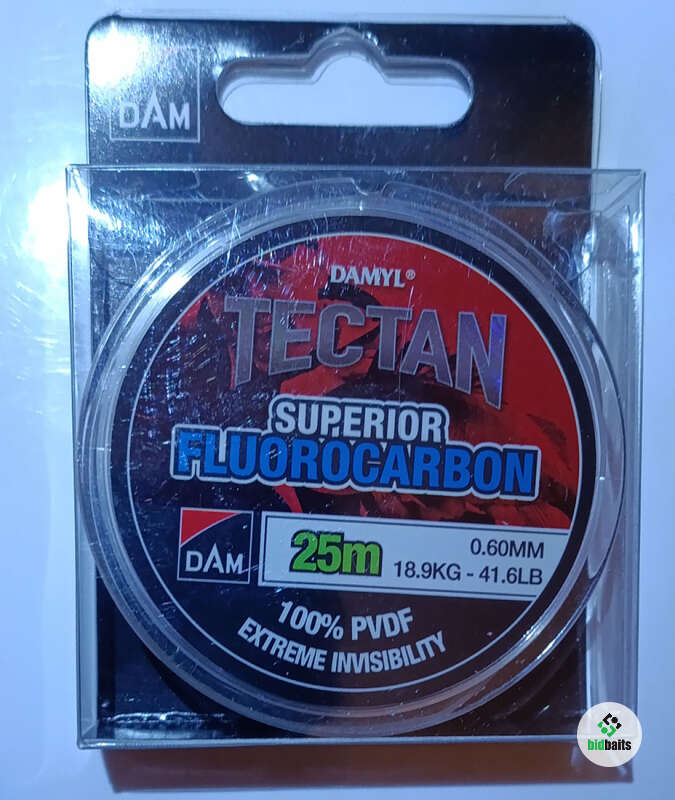 DAM
DAMYL®
TECTAN
SUPERIOR
FLUOROCARBON
DAM
25m
0.60MM
18.9KG - 41.6LB
100% PVDF
EXTREME INVISIBILITY
bidbaits